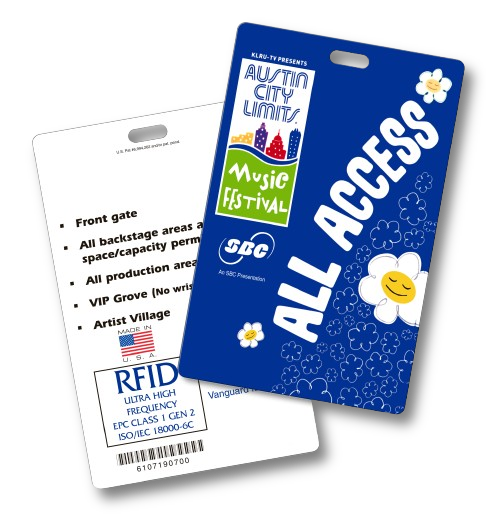 KLRU-TV PRESENTS
AUSTIN
CITY
LIMITS
Music
FESTIVAL
SBC
An SBC Presentation
ALL ACCESS
Front gate
All backstage areas a
space/capacity perm
All production area
VIP Grove (No wris
Artist Village
MADE IN
U. S. A.
RFID
ULTRA HIGH
FREQUENCY
EPC CLASS 1 GEN 2
ISO/IEC 18000-6C
Vanguard
6107190700